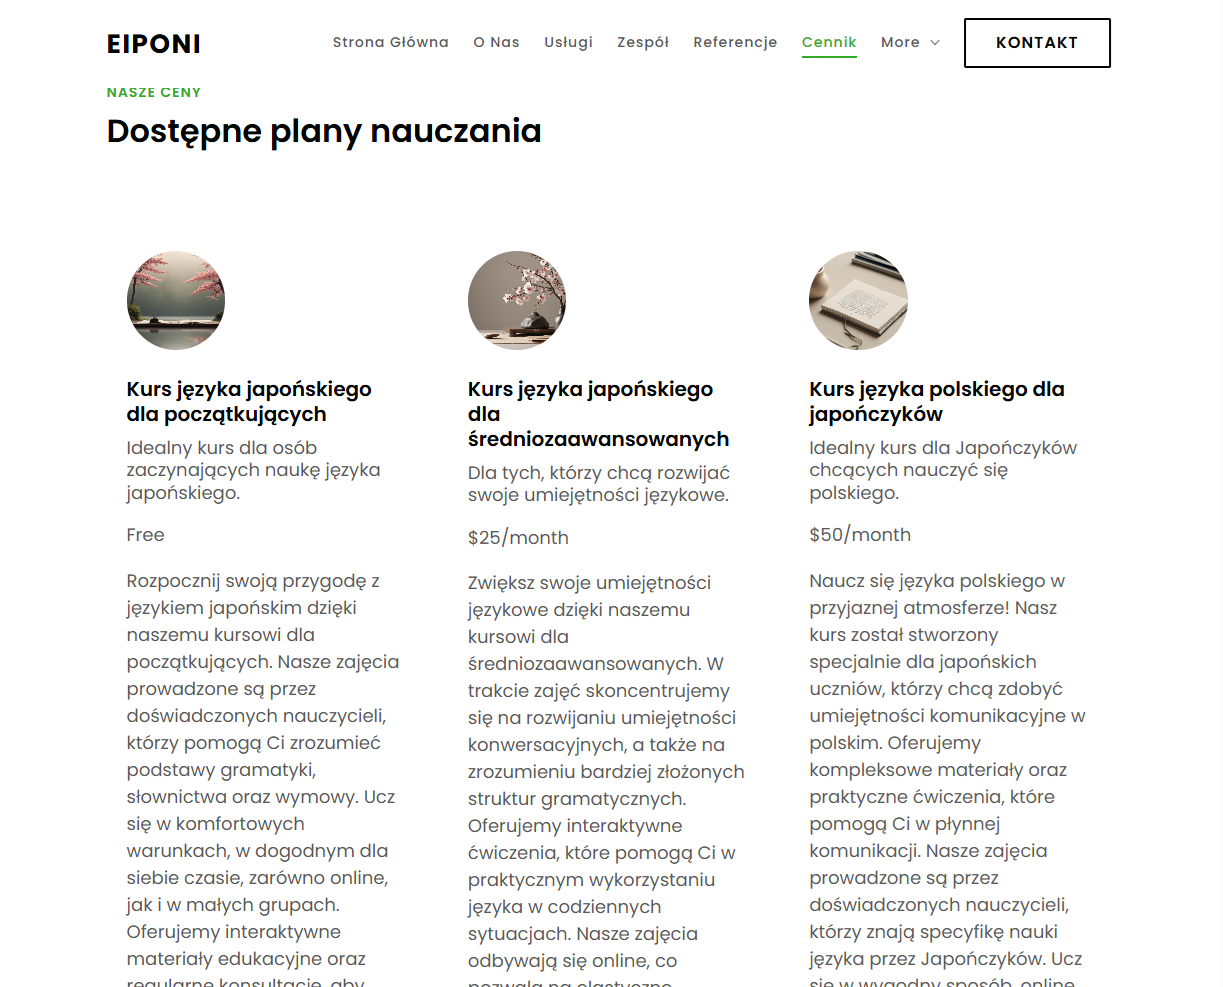 EIPONI
Strona Główna
O Nas
Usługi
Zespół
Referencje
Cennik
More
KONTAKT
NASZE CENY
Dostępne plany nauczania
Kurs języka japońskiego
dla początkujących
Idealny kurs dla osób
zaczynających naukę języka
japońskiego.
Free
Rozpocznij swoją przygodę z
językiem japońskim dzięki
naszemu kursowi dla
początkujących. Nasze zajęcia
prowadzone są przez
doświadczonych nauczycieli,
którzy pomogą Ci zrozumieć
podstawy gramatyki,
słownictwa oraz wymowy. Ucz
się w komfortowych
warunkach, w dogodnym dla
siebie czasie, zarówno online,
jak i w małych grupach.
Oferujemy interaktywne
materiały edukacyjne oraz
regularne konsultacje, aby
Kurs języka japońskiego
dla
średniozaawansowanych
Dla tych, którzy chcą rozwijać
swoje umiejętności językowe.
$25/month
Zwiększ swoje umiejętności
językowe dzięki naszemu
kursowi dla
średniozaawansowanych. W
trakcie zajęć skoncentrujemy
się na rozwijaniu umiejętności
konwersacyjnych, a także na
zrozumieniu bardziej złożonych
struktur gramatycznych.
Oferujemy interaktywne
ćwiczenia, które pomogą Ci w
praktycznym wykorzystaniu
języka w codziennych
sytuacjach. Nasze zajęcia
odbywają się online, co
pozwala na elastyczne
Kurs języka polskiego dla
japończyków
Idealny kurs dla Japończyków
chcących nauczyć się
polskiego.
$50/month
Naucz się języka polskiego w
przyjaznej atmosferze! Nasz
kurs został stworzony
specjalnie dla japońskich
uczniów, którzy chcą zdobyć
umiejętności komunikacyjne w
polskim. Oferujemy
kompleksowe materiały oraz
praktyczne ćwiczenia, które
pomogą Ci w płynnej
komunikacji. Nasze zajęcia
prowadzone są przez
doświadczonych nauczycieli,
którzy znają specyfikę nauki
języka przez Japończyków. Ucz
się w wygodny sposób, online